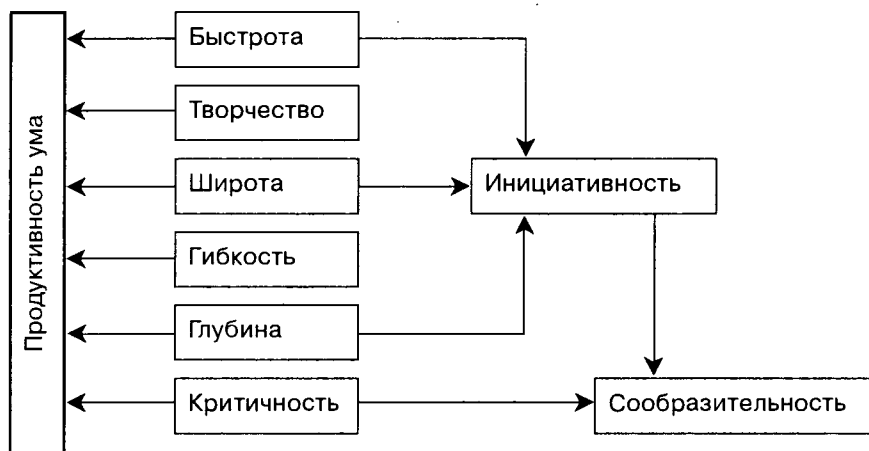 Продуктивность ума
Быстрота
Творчество
Широта
Инициативность
Гибкость
Глубина
Критичность
Сообразительность